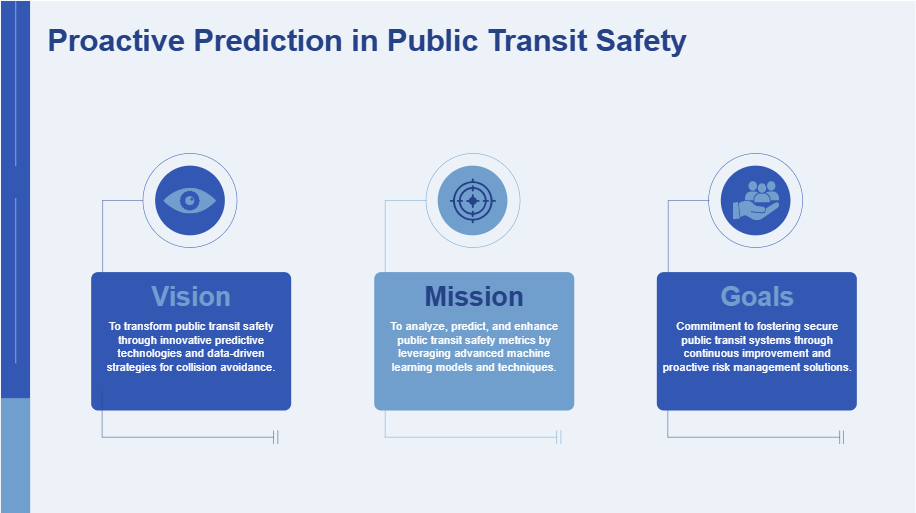 Proactive Prediction in Public Transit Safety
Vision
To transform public transit safety
through innovative predictive
technologies and data-driven
strategies for collision avoidance.
Mission
To analyze, predict, and enhance
public transit safety metrics by
leveraging advanced machine
learning models and techniques.
Goals
Commitment to fostering secure
public transit systems through
continuous improvement and
proactive risk management solutions.